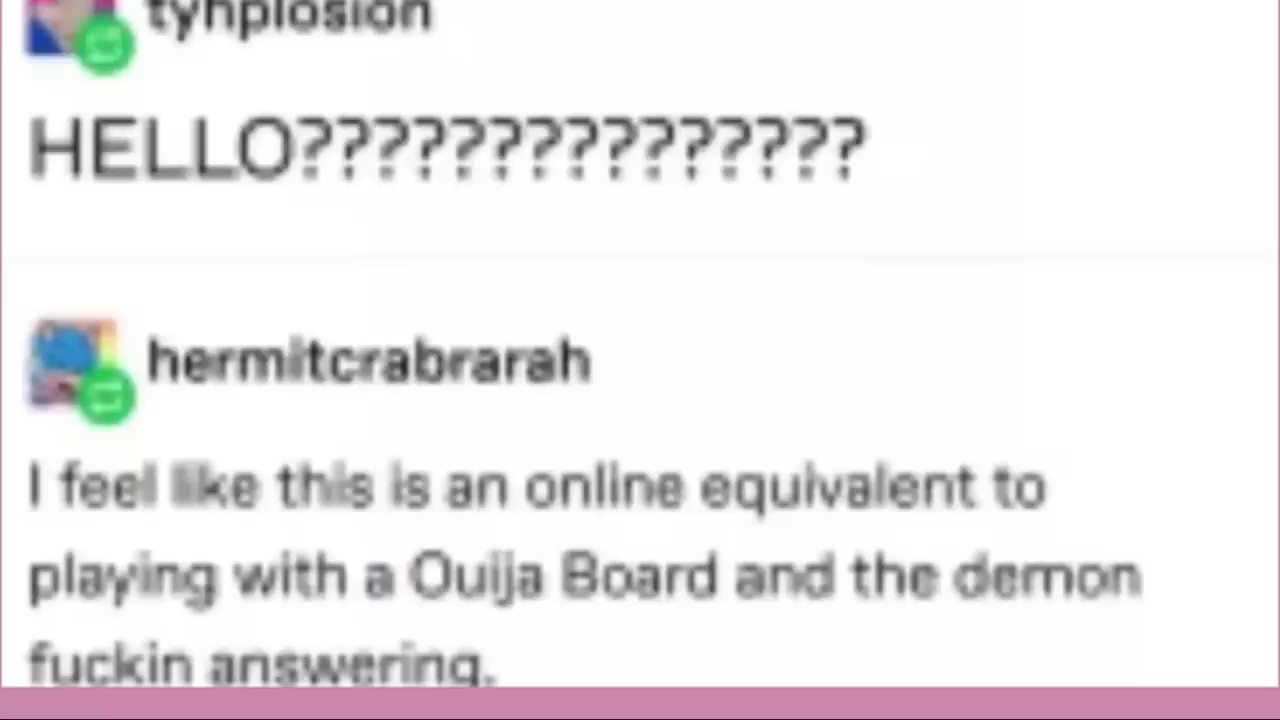 tyhplosion
HELLO???????????????
hermitcrabrarah
I feel like this is an online equivalent to
playing with a Ouija Board and the demon
fuckin answering.